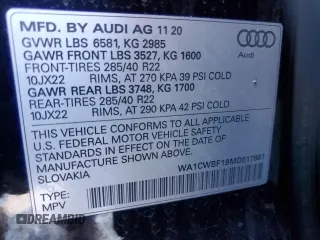 MFD. BY AUDI AG 11 20
GVWR LBS 6581, KG 2985
GAWR FRONT LBS 3527, KG 1600
FRONT-TIRES 285/40 R22
10JX22 RIMS, AT 270 KPA 39 PSI COLD
GAWR REAR LBS 3748, KG 1700
REAR-TIRES 285/40 R22
10JX22 RIMS, AT 290 KPA 42 PSI COLD
THIS VEHICLE CONFORMS TO ALL
APPLICABLE U.S. FEDERAL MOTOR
VEHICLE SAFETY STANDARDS IN EFFECT
ON THE DATE OF MANUFACTURE SHOWN ABOVE.
SLOVAKIA
TYPE:
MPV
DREAMBID